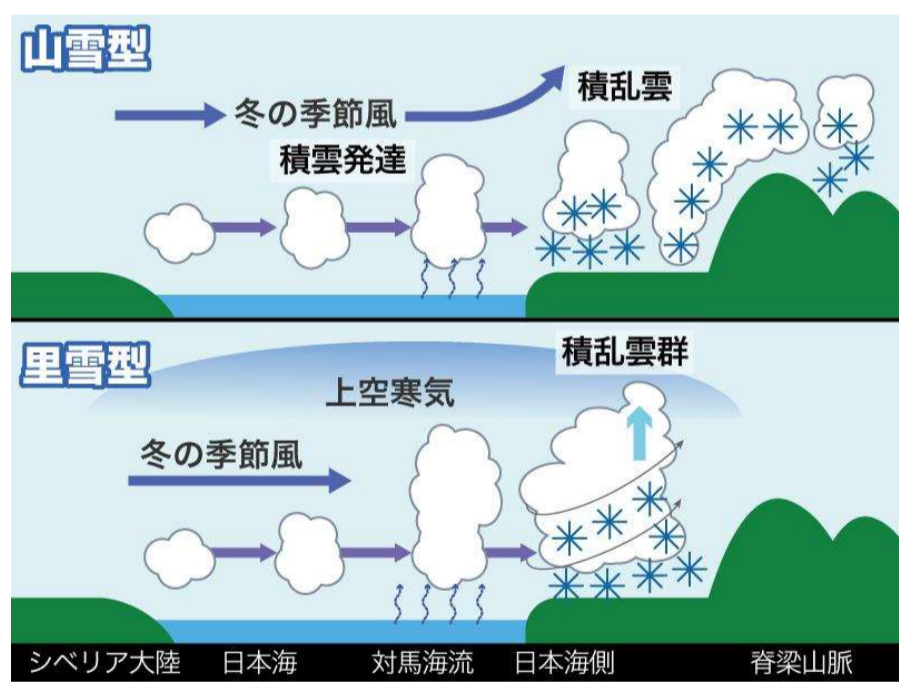 山雪型
冬の季節風
積乱雲
積雲発達
里雪型
積乱雲群
上空寒気
冬の季節風
シベリア大陸 日本海 対馬海流 日本海側 脊梁山脈